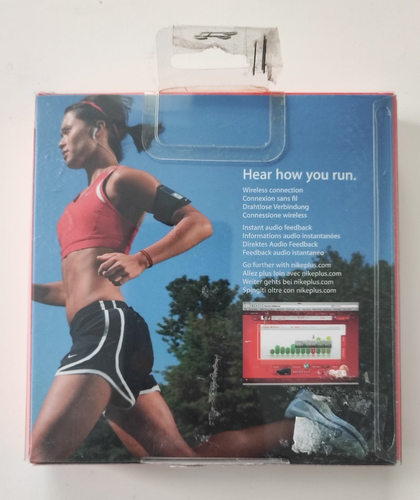 Hear how you run.
Wireless connection
Connexion sans fil
Drahtlose Verbindung
Connessione wireless
Instant audio feedback
Informations audio instantanées
Direktes Audio Feedback
Feedback audio istantaneo
Go further with nikeplus.com
Allez plus loin avec nikeplus.com
Weiter gehts bei nikeplus.com
Spingiti oltre con nikeplus.com